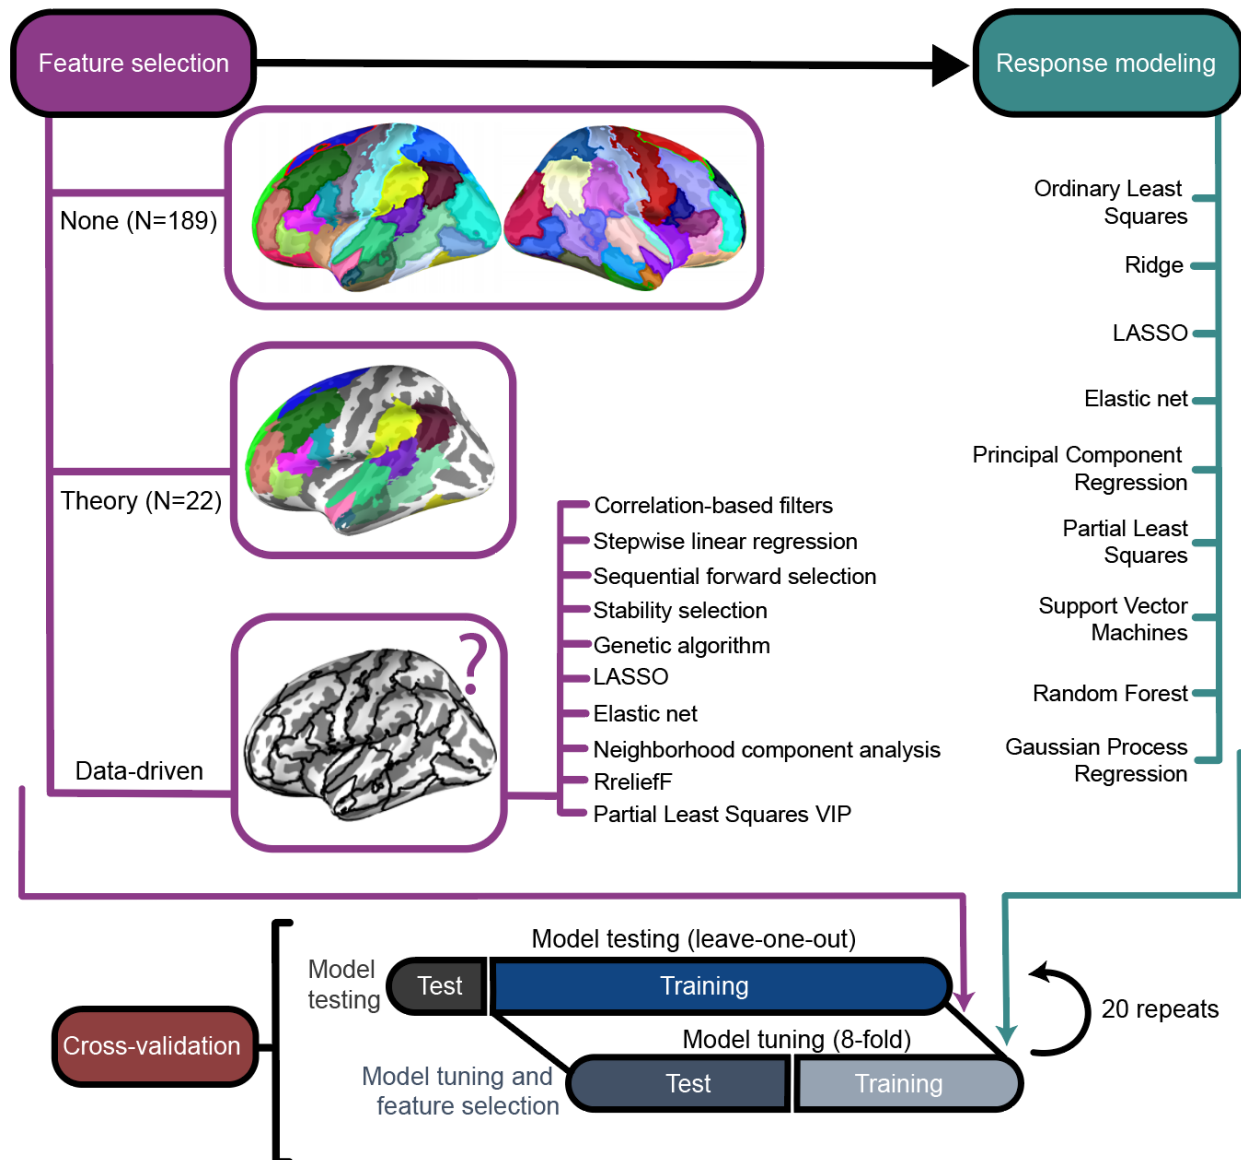 Feature selection
Response modeling
None (N=189)
Theory (N=22)
Data-driven
?
Correlation-based filters
Stepwise linear regression
Sequential forward selection
Stability selection
Genetic algorithm
LASSO
Elastic net
Neighborhood component analysis
RreliefF
Partial Least Squares VIP
Ordinary Least
Squares
Ridge
LASSO
Elastic net
Principal Component
Regression
Partial Least
Squares
Support Vector
Machines
Random Forest
Gaussian Process
Regression
Cross-validation
Model testing (leave-one-out)
Model
testing
Test
Training
20 repeats
Model tuning (8-fold)
Model tuning and
feature selection
Test
Training